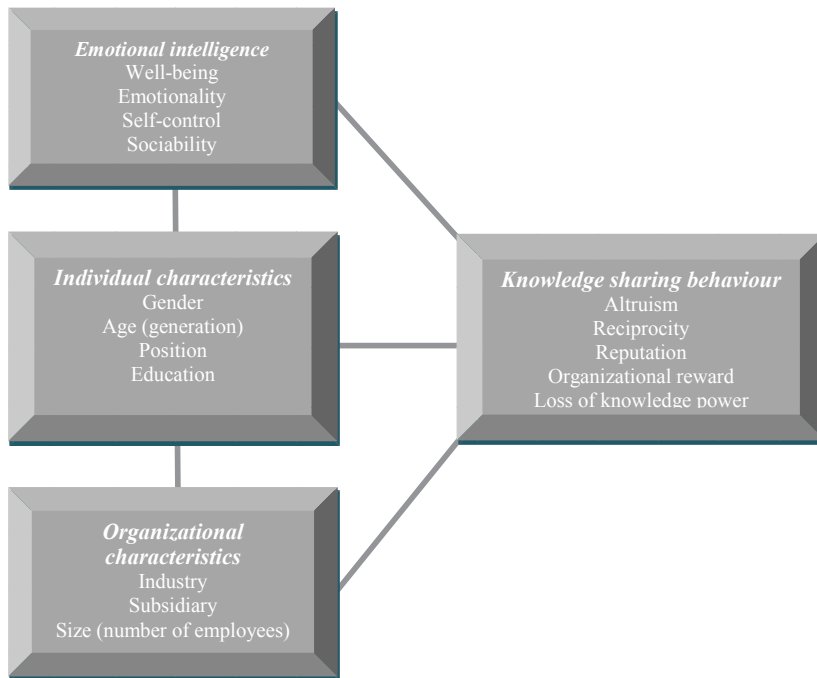 Emotional intelligence
Well-being
Emotionality
Self-control
Sociability
Individual characteristics
Gender
Age (generation)
Position
Education
Organizational
characteristics
Industry
Subsidiary
Size (number of employees)
Knowledge sharing behaviour
Altruism
Reciprocity
Reputation
Organizational reward
Loss of knowledge power